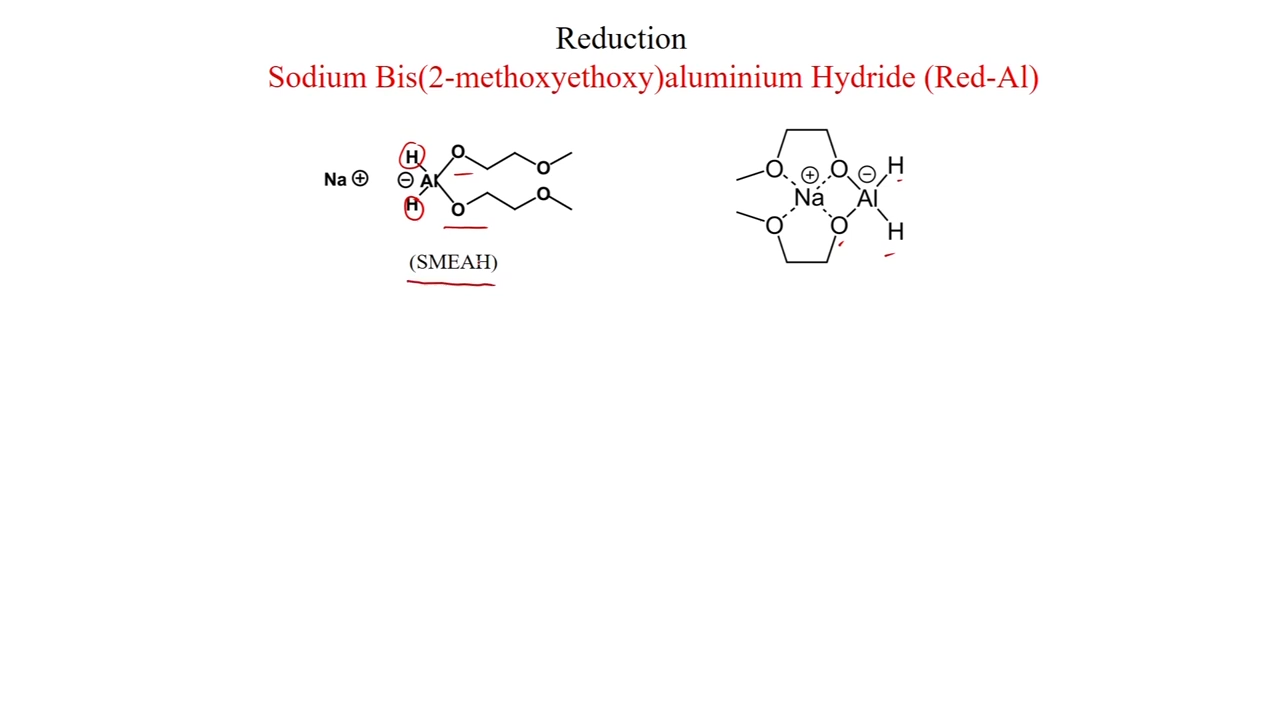 Reduction
Sodium Bis(2-methoxyethoxy)aluminium Hydride (Red-Al)
H O O
Na ⊕ ⊖ Al
H O O
(SMEAH)
O ⊕ O ⊖ H
Na Al
O O H